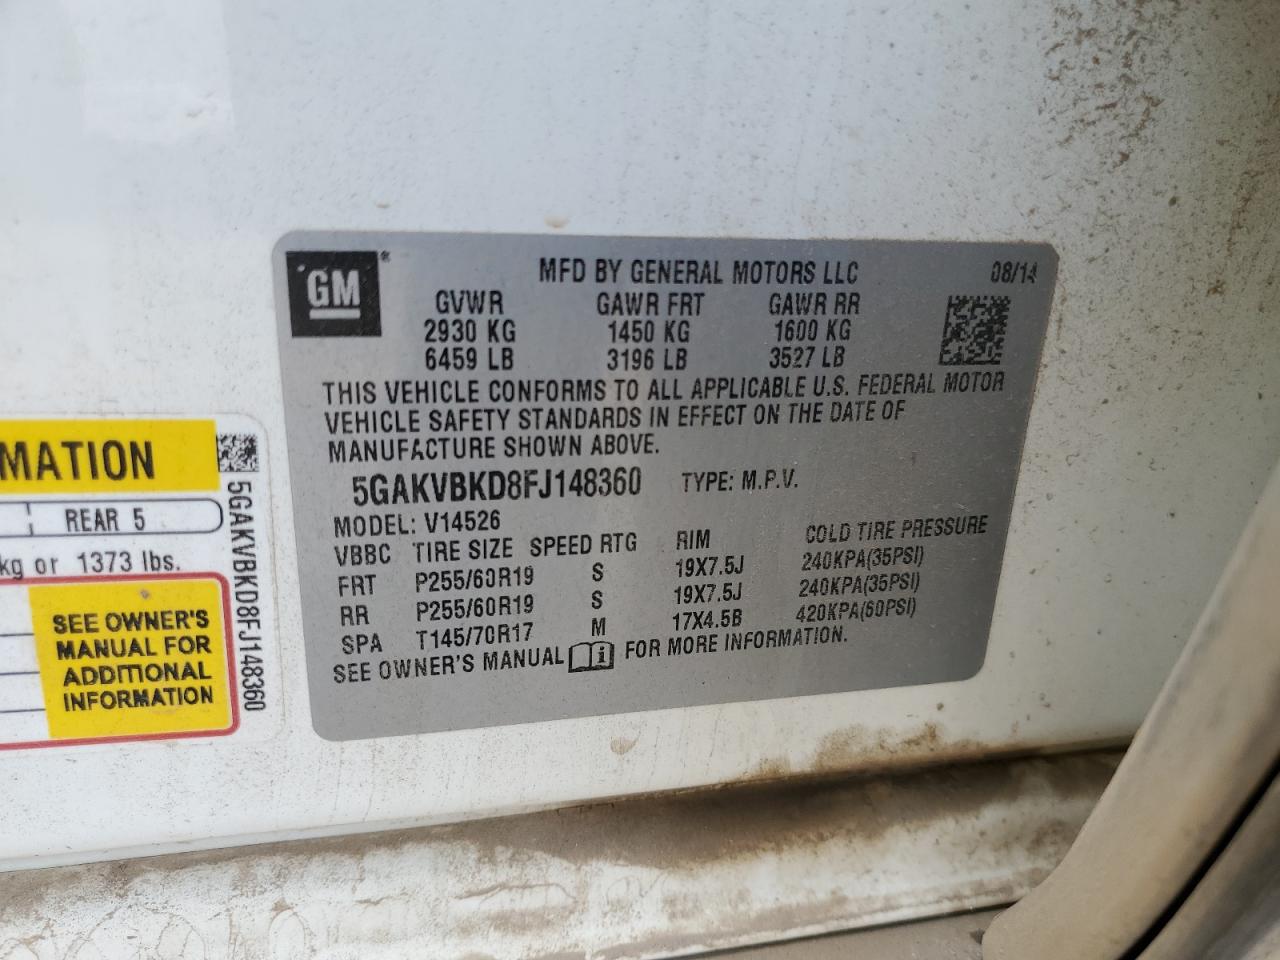 GM ®
MFD BY GENERAL MOTORS LLC 08/14
GVWR GAWR FRT GAWR RR
2930 KG 1450 KG 1600 KG
6459 LB 3196 LB 3527 LB
THIS VEHICLE CONFORMS TO ALL APPLICABLE U.S. FEDERAL MOTOR
VEHICLE SAFETY STANDARDS IN EFFECT ON THE DATE OF
MANUFACTURE SHOWN ABOVE.
5GAKVBKD8FJ148360 TYPE: M.P.V.
MODEL: V14526
VBBC TIRE SIZE SPEED RTG RIM COLD TIRE PRESSURE
FRT P255/60R19 S 19X7.5J 240KPA(35PSI)
RR P255/60R19 S 19X7.5J 240KPA(35PSI)
SPA T145/70R17 M 17X4.5B 420KPA(60PSI)
SEE OWNER'S MANUAL i FOR MORE INFORMATION.
MATION
REAR 5
kg or 1373 lbs.
SEE OWNER'S
MANUAL FOR
ADDITIONAL
INFORMATION
5GAKVBKD8FJ148360